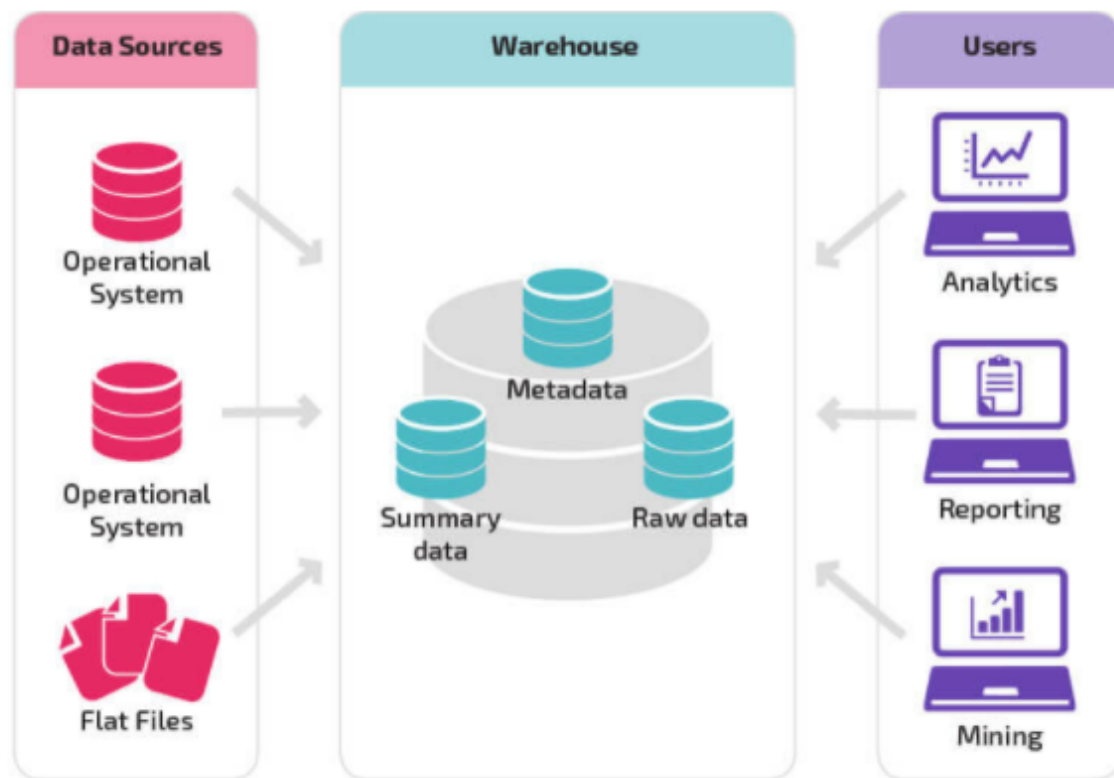 Data Sources
Warehouse
Users
Operational
System
Operational
System
Flat Files
Metadata
Summary
data
Raw data
Analytics
Reporting
Mining